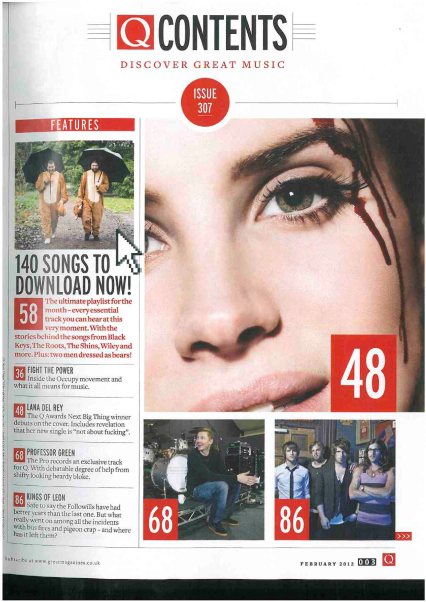 Q CONTENTS
DISCOVER GREAT MUSIC
ISSUE
307
FEATURES
140 SONGS TO
DOWNLOAD NOW!
58
The ultimate playlist for the
month – every essential
track you can hear at this
very moment. With the
stories behind the songs from Black
Keys, The Roots, The Shins, Wiley and
more. Plus: two men dressed as bears!
36 FIGHT THE POWER
Inside the Occupy movement and
what it all means for music.
48 LANA DEL REY
The Q Awards Next Big Thing winner
debuts on the cover. Includes revelation
that her new single is "not about fucking".
68 PROFESSOR GREEN
The Pro records an exclusive track
for Q. With debatable degree of help from
shifty looking beardy bloke.
86 KINGS OF LEON
Safe to say the Followills have had
better years than the last one. But what
really went on among all the incidents
with bus fires and pigeon crap – and where
has it left them?
48
68
86
>>>
Subscribe at www.greatmagazines.co.uk
FEBRUARY 2012 003 Q